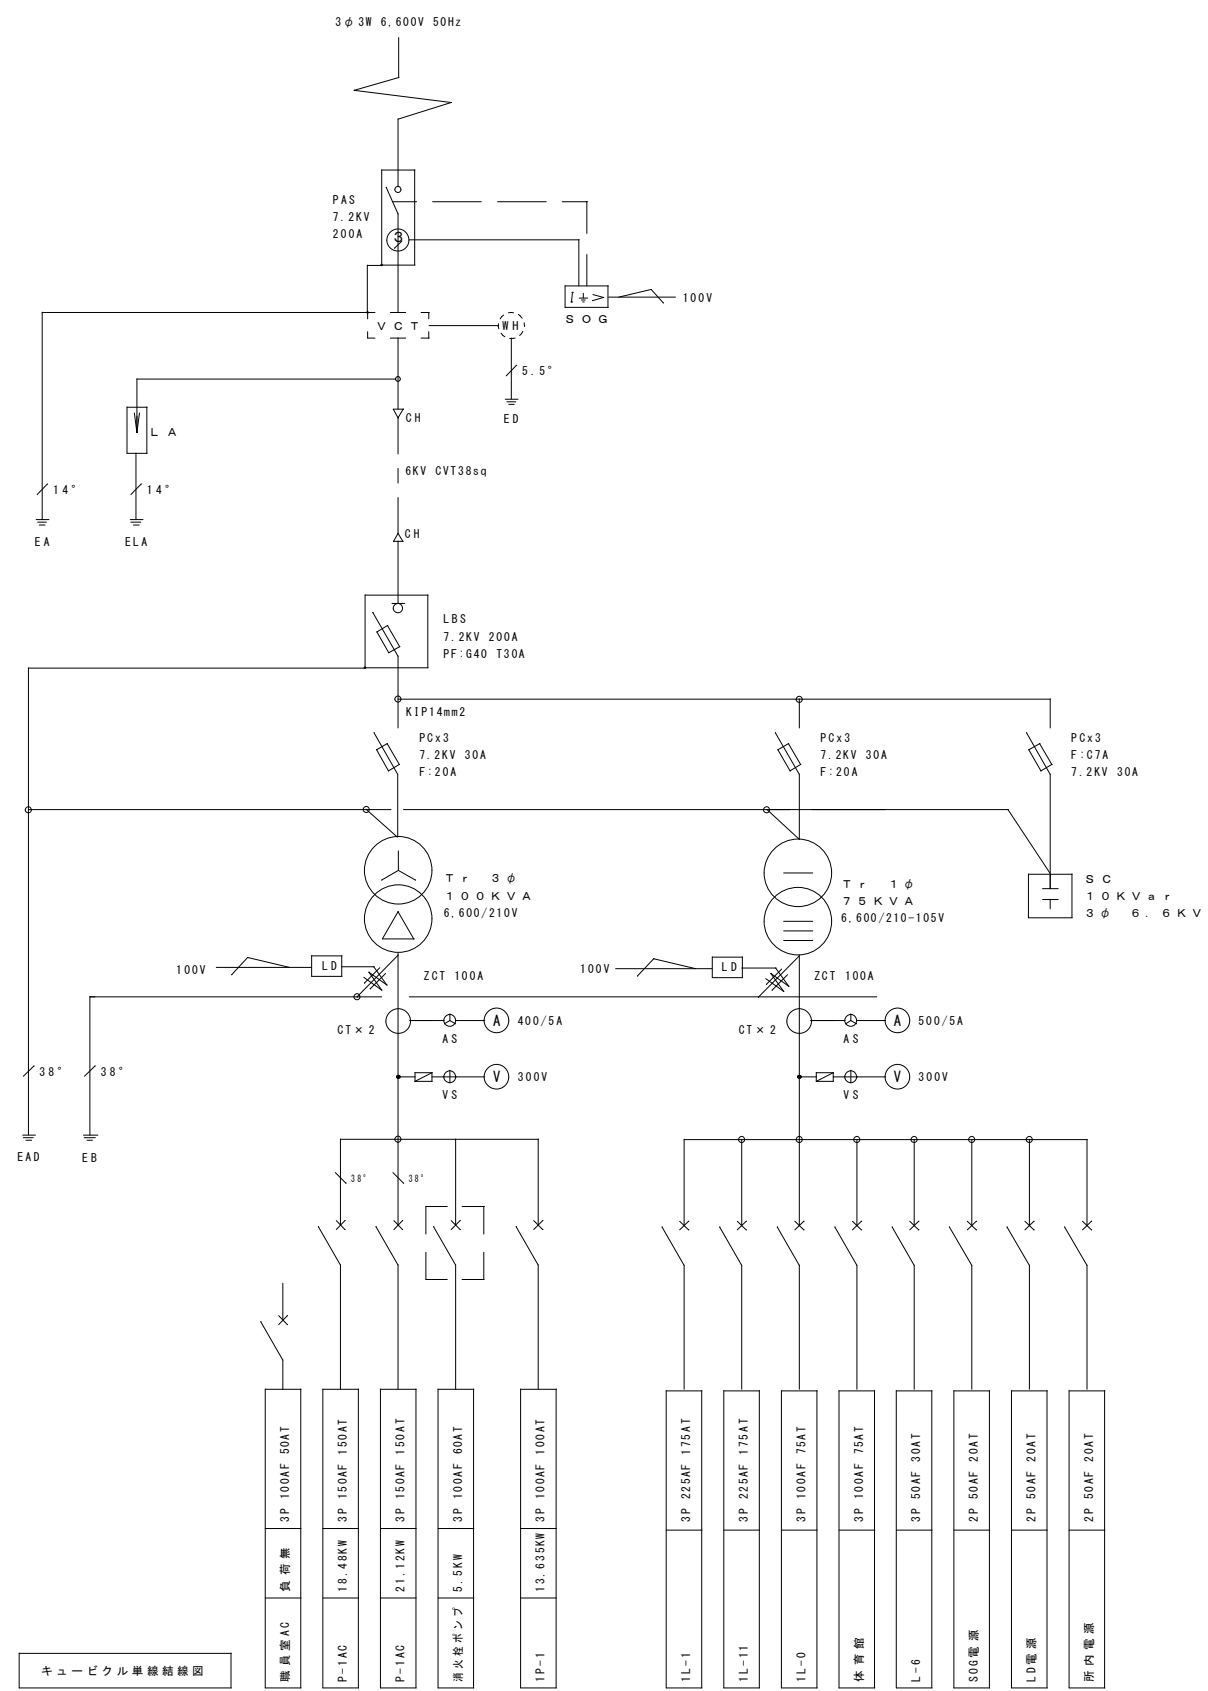 3φ3W 6,600V 50Hz
PAS
7.2KV
200A
3
I ⏚ >
SOG
100V
VCT
WH
5.5°
ED
LA
CH
6KV CVT38sq
14°
14°
EA
ELA
CH
LBS
7.2KV 200A
PF:G40 T30A
KIP14mm2
PCx3
7.2KV 30A
F:20A
PCx3
7.2KV 30A
F:20A
PCx3
F:C7A
7.2KV 30A
Tr 3φ
100KVA
6,600/210V
Tr 1φ
75KVA
6,600/210-105V
SC
10KVar
3φ 6.6KV
100V
LD
ZCT 100A
100V
LD
ZCT 100A
CT×2
AS
A
400/5A
CT×2
AS
A
500/5A
38°
38°
VS
V
300V
VS
V
300V
EAD
EB
38°
38°
職員室AC 負荷無 3P 100AF 50AT
P-1AC 18.48KW 3P 150AF 150AT
P-1AC 21.12KW 3P 150AF 150AT
消火栓ポンプ 5.5KW 3P 100AF 60AT
1P-1 13.635KW 3P 100AF 100AT
1L-1 3P 225AF 175AT
1L-11 3P 225AF 175AT
1L-0 3P 100AF 75AT
体育館 3P 100AF 75AT
L-6 3P 50AF 30AT
SOG電源 2P 50AF 20AT
LD電源 2P 50AF 20AT
所内電源 2P 50AF 20AT
キュービクル単線結線図